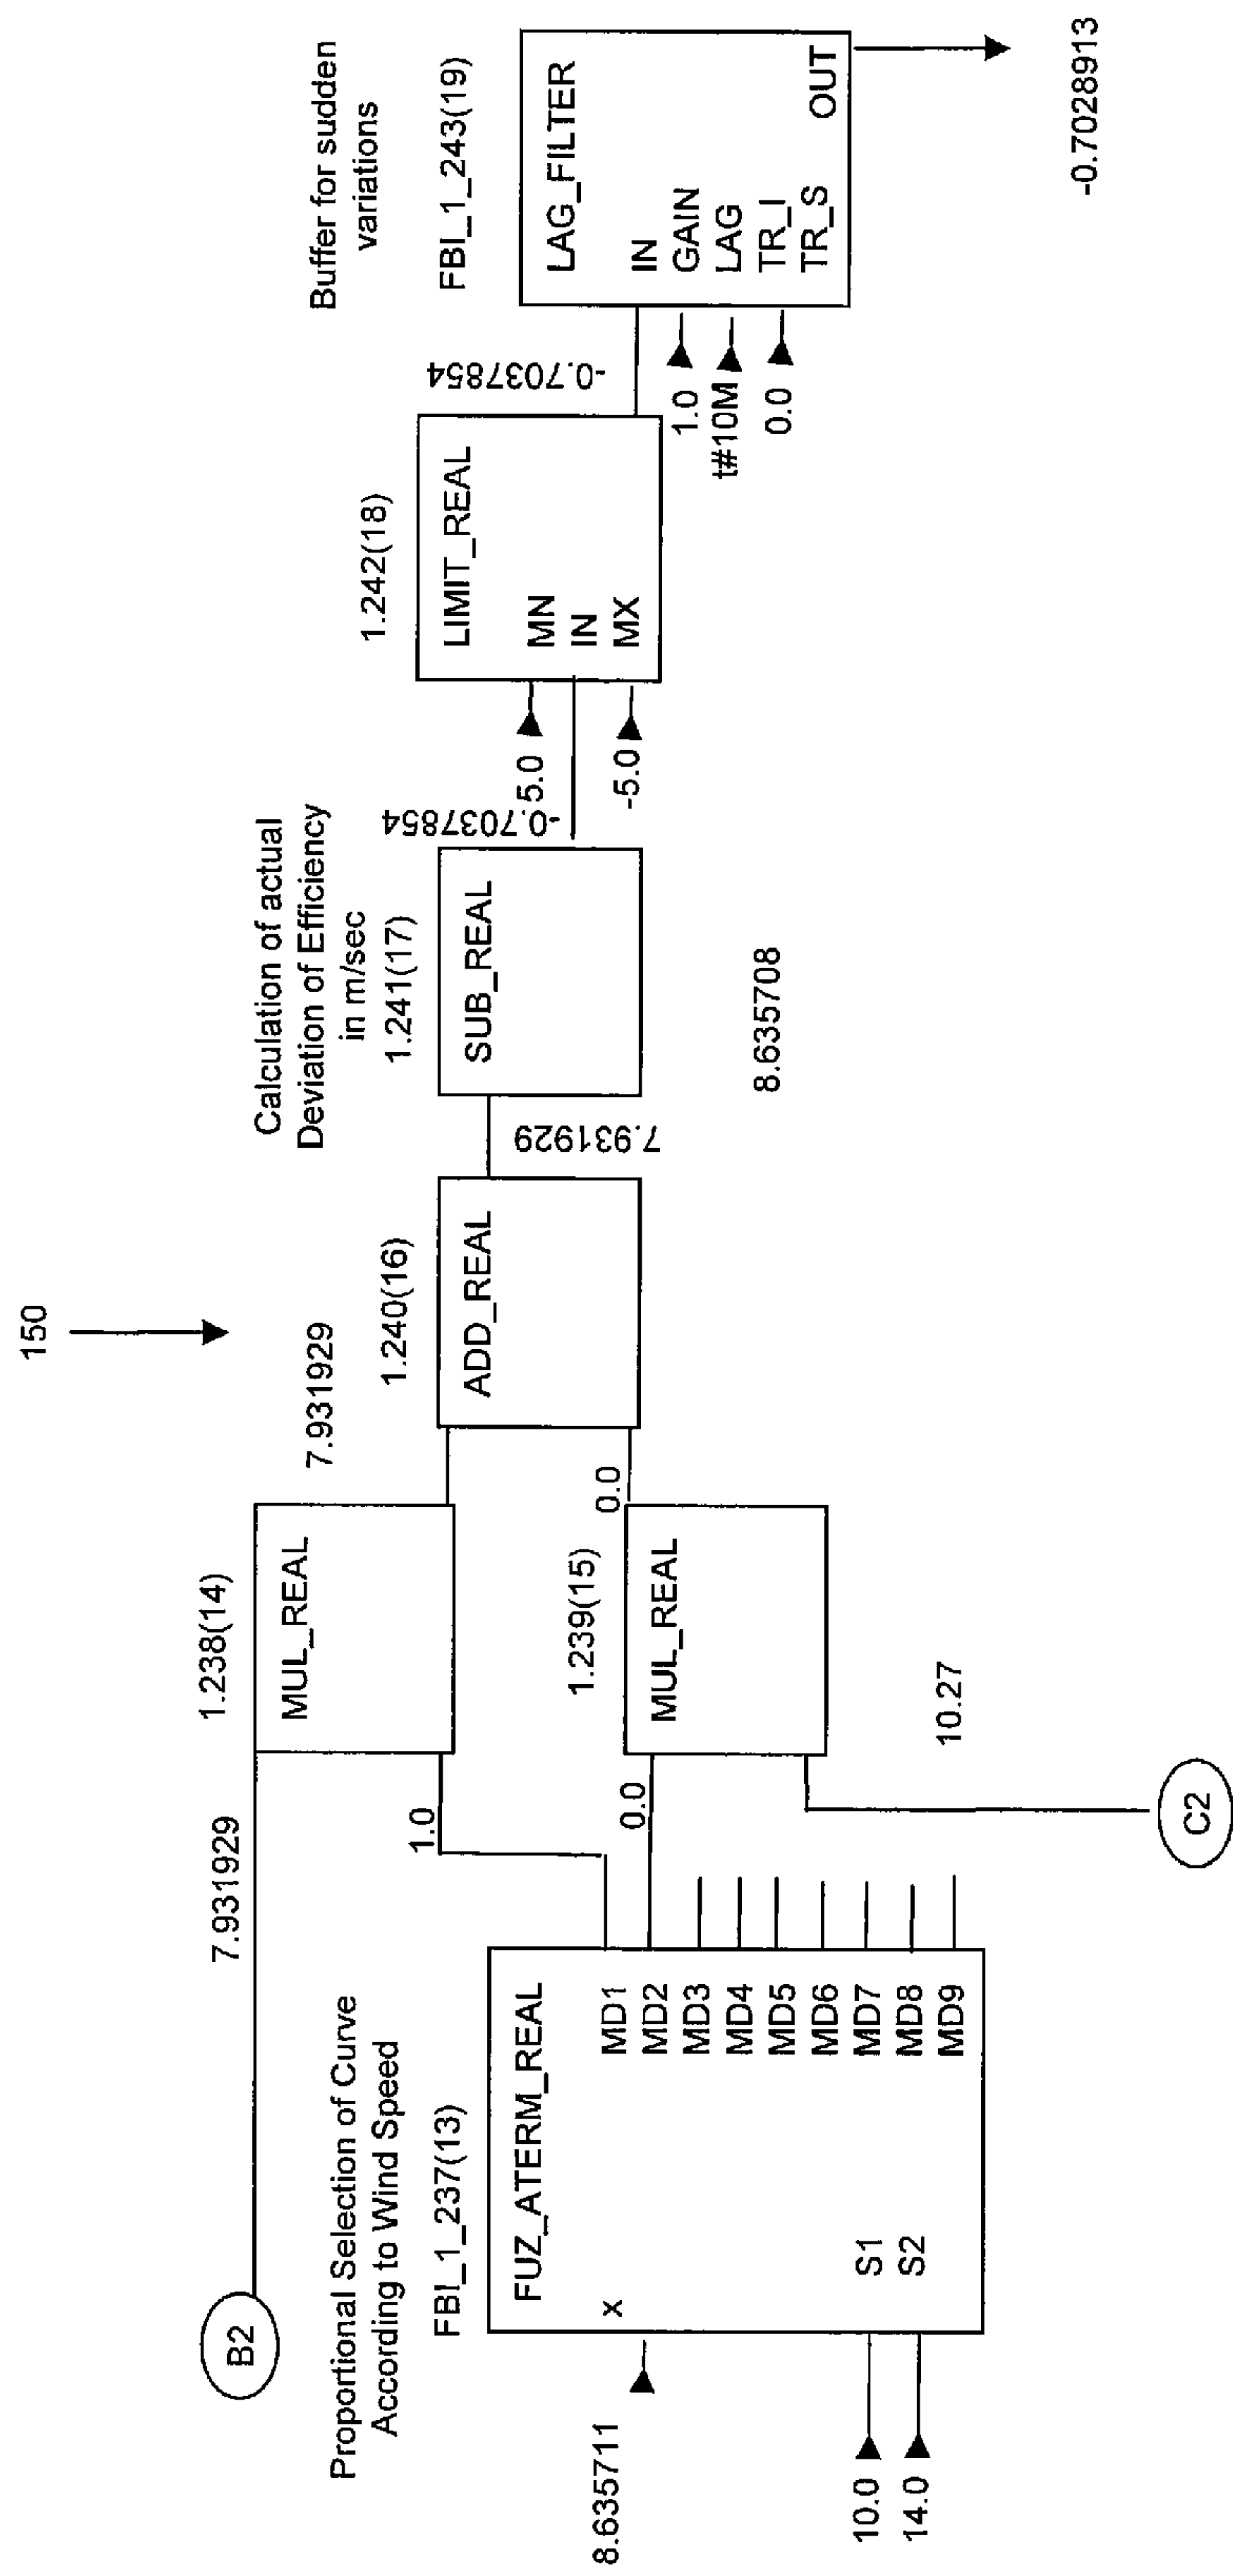 150
B2
7.931929
1.238(14)
MUL_REAL
7.931929
Proportional Selection of Curve
According to Wind Speed
FBI_1_237(13)
FUZ_ATERM_REAL
X
MD1
MD2
MD3
MD4
MD5
MD6
MD7
MD8
MD9
S1
S2
8.635711
10.0
14.0
1.0
0.0
1.239(15)
MUL_REAL
0.0
10.27
C2
1.240(16)
ADD_REAL
7.931929
Calculation of actual
Deviation of Efficiency
in m/sec
1.241(17)
SUB_REAL
8.635708
-0.7037854
5.0
-5.0
1.242(18)
LIMIT_REAL
MN
IN
MX
-0.7037854
Buffer for sudden
variations
FBI_1_243(19)
LAG_FILTER
IN
GAIN
LAG
TR_I
TR_S
OUT
1.0
t#10M
0.0
-0.7028913